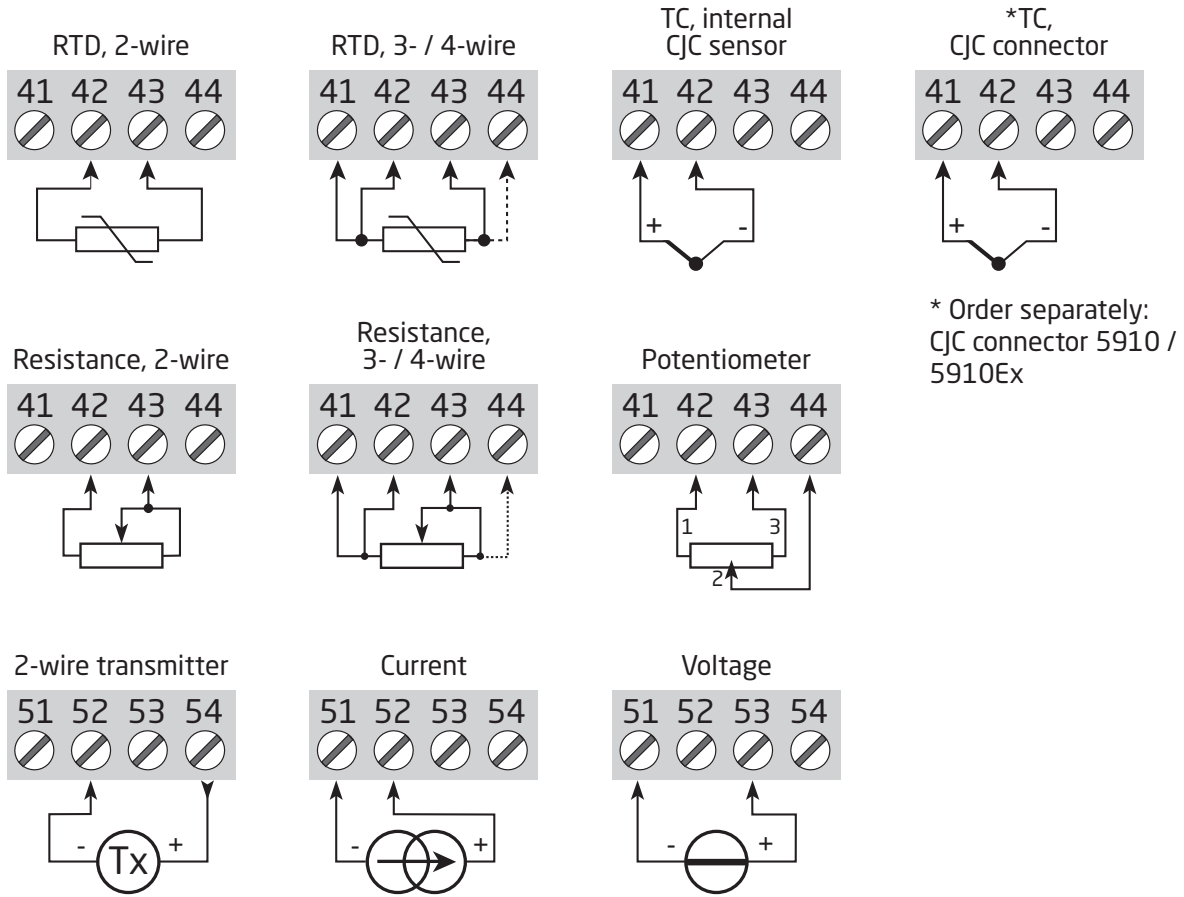 RTD, 2-wire
41 42 43 44
RTD, 3- / 4-wire
41 42 43 44
TC, internal
CJC sensor
41 42 43 44
+ -
*TC,
CJC connector
41 42 43 44
+ -
* Order separately:
CJC connector 5910 /
5910Ex
Resistance, 2-wire
41 42 43 44
Resistance,
3- / 4-wire
41 42 43 44
Potentiometer
41 42 43 44
1 3
2
2-wire transmitter
51 52 53 54
- Tx +
Current
51 52 53 54
- +
Voltage
51 52 53 54
- +